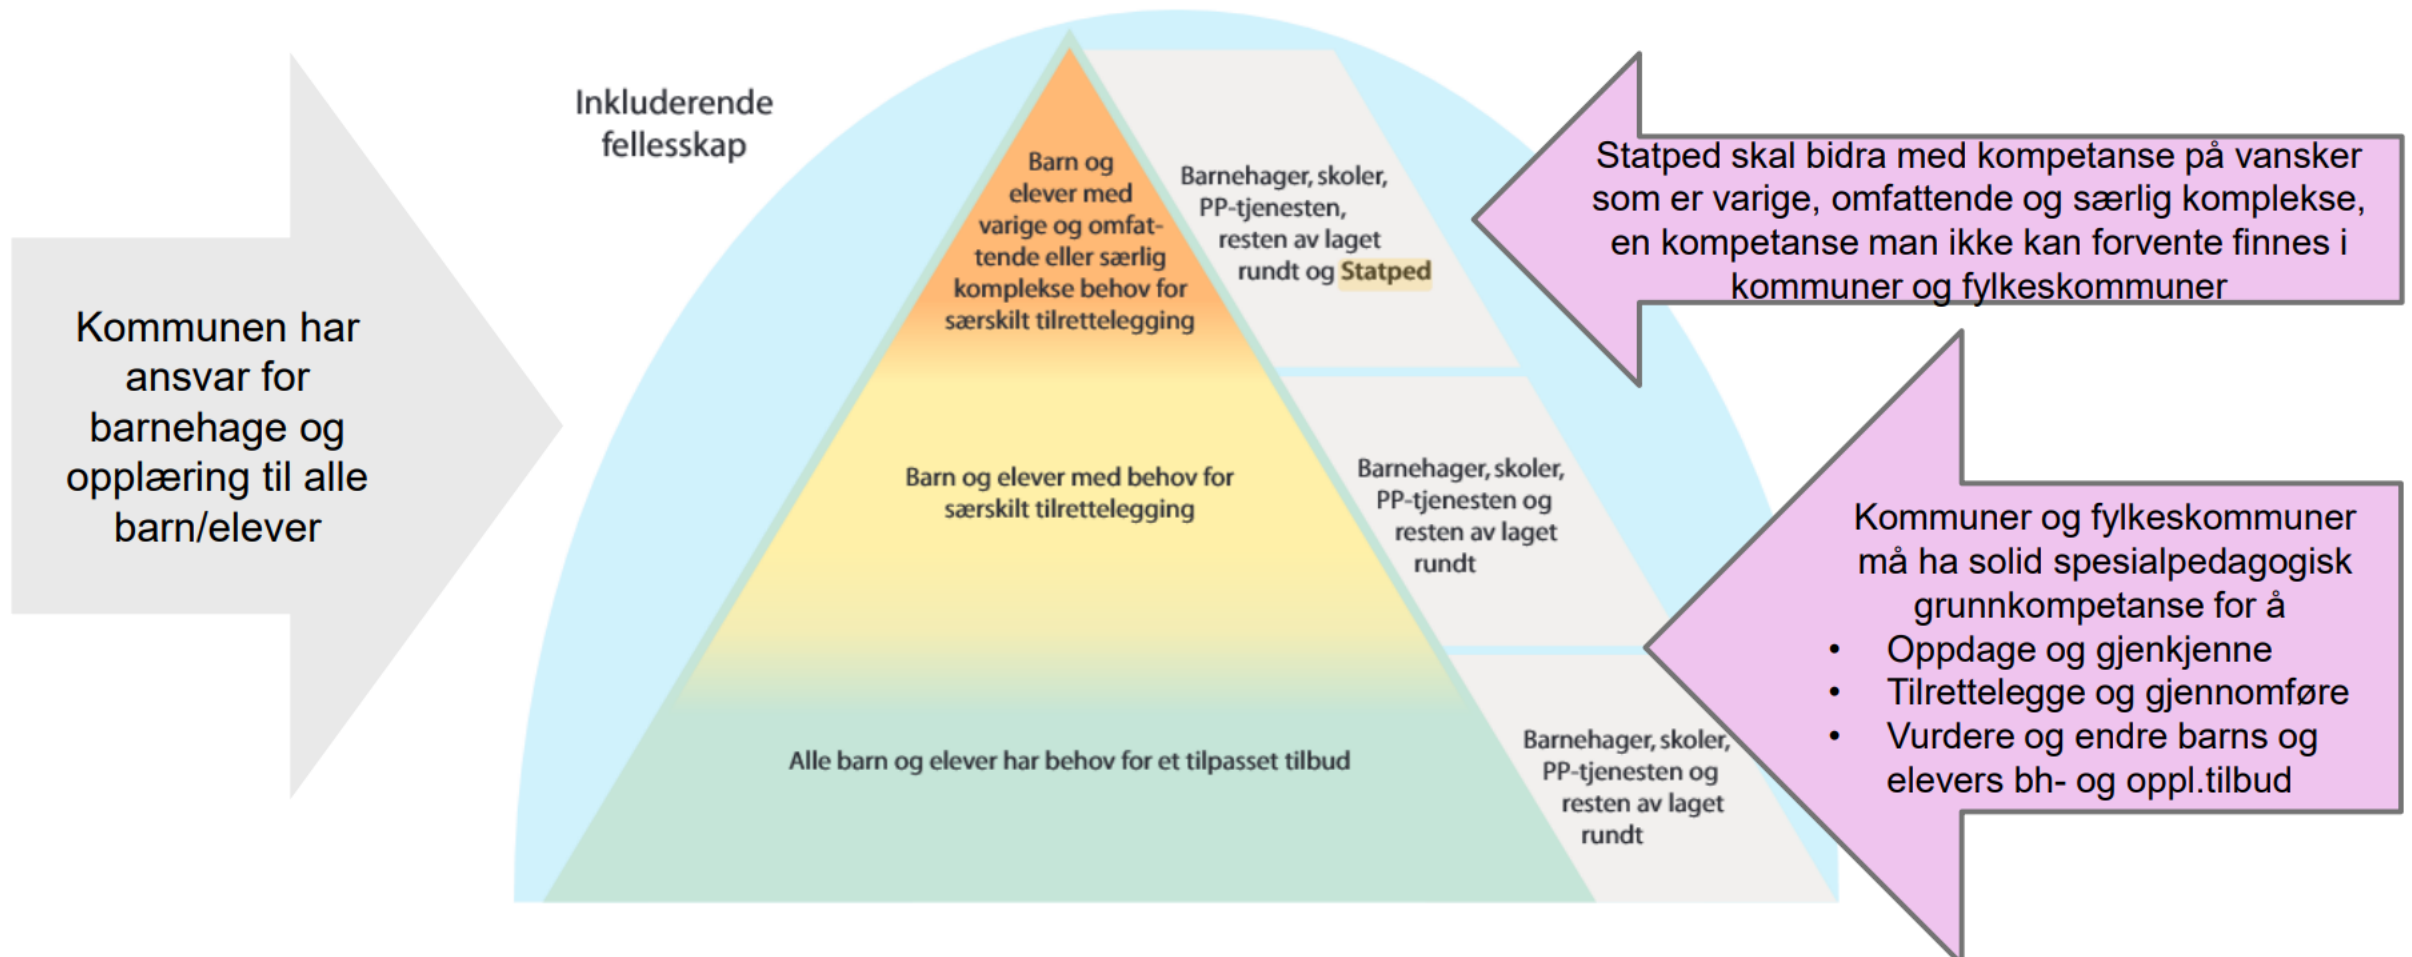 Kommunen har
ansvar for
barnehage og
opplæring til alle
barn/elever
Inkluderende
fellesskap
Barn og
elever med
varige og omfat-
tende eller særlig
komplekse behov for
særskilt tilrettelegging
Barnehager, skoler,
PP-tjenesten,
resten av laget
rundt og Statped
Statped skal bidra med kompetanse på vansker
som er varige, omfattende og særlig komplekse,
en kompetanse man ikke kan forvente finnes i
kommuner og fylkeskommuner
Barn og elever med behov for
særskilt tilrettelegging
Barnehager, skoler,
PP-tjenesten og
resten av laget
rundt
Alle barn og elever har behov for et tilpasset tilbud
Barnehager, skoler,
PP-tjenesten og
resten av laget
rundt
Kommuner og fylkeskommuner
må ha solid spesialpedagogisk
grunnkompetanse for å
• Oppdage og gjenkjenne
• Tilrettelegge og gjennomføre
• Vurdere og endre barns og
elevers bh- og oppl.tilbud